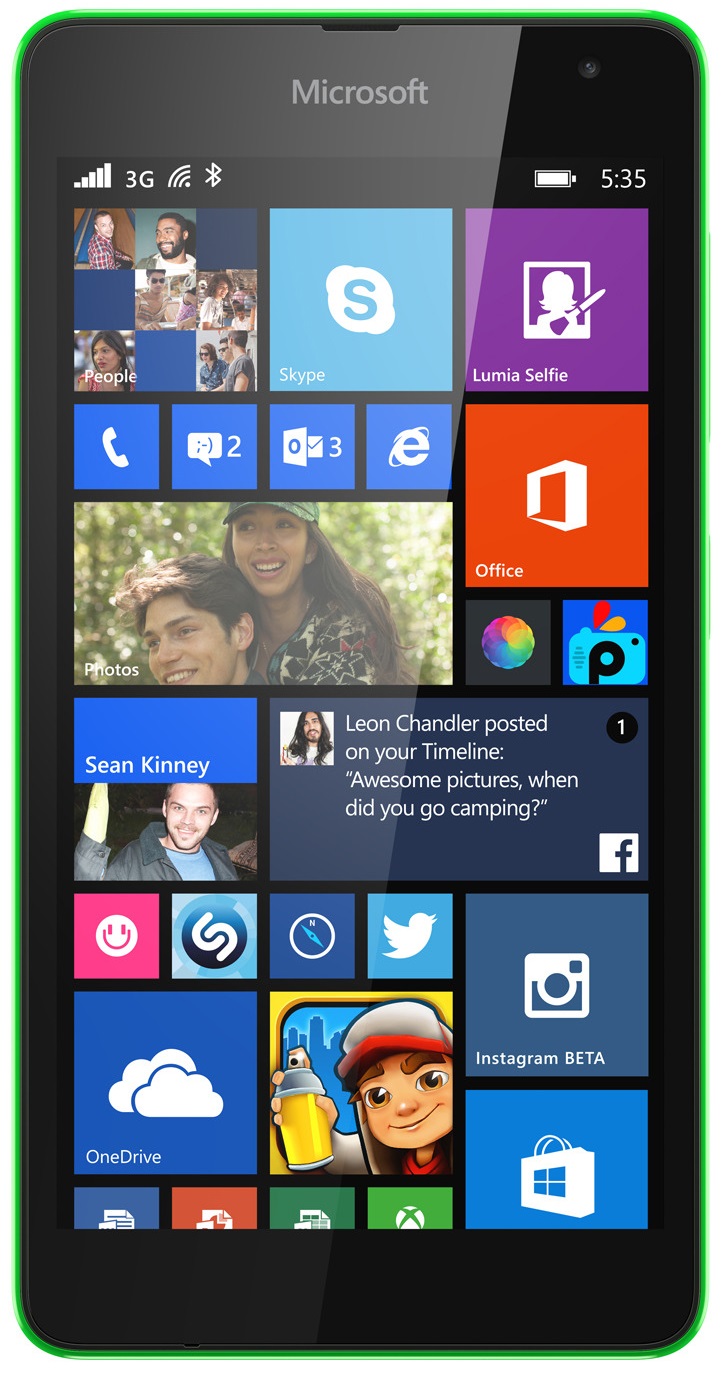 Microsoft
3G
5:35
People
Skype
Lumia Selfie
2
3
Office
Photos
Sean Kinney
Leon Chandler posted
on your Timeline:
“Awesome pictures, when
did you go camping?”
1
N
Instagram BETA
OneDrive